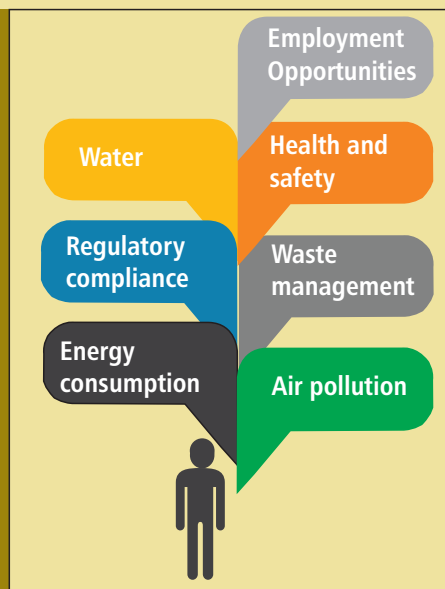 Employment
Opportunities
Water
Health and
safety
Regulatory
compliance
Waste
management
Energy
consumption
Air pollution